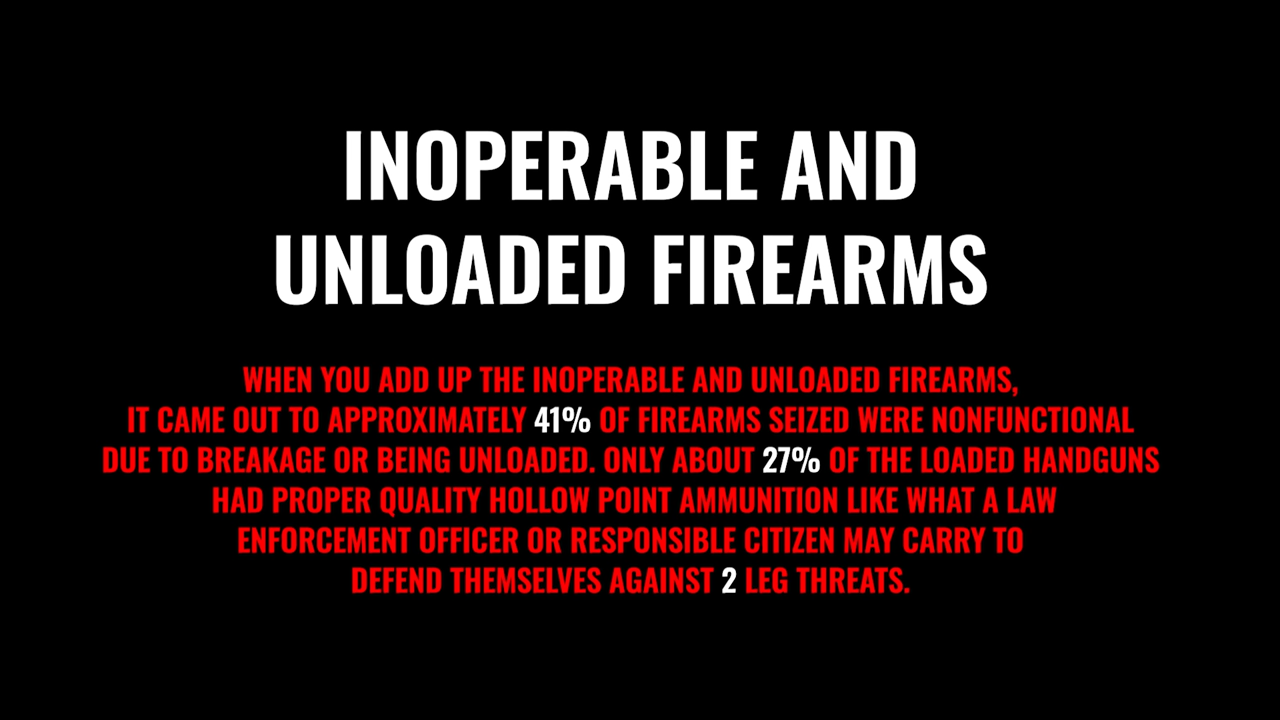 INOPERABLE AND
UNLOADED FIREARMS
WHEN YOU ADD UP THE INOPERABLE AND UNLOADED FIREARMS,
IT CAME OUT TO APPROXIMATELY 41% OF FIREARMS SEIZED WERE NONFUNCTIONAL
DUE TO BREAKAGE OR BEING UNLOADED. ONLY ABOUT 27% OF THE LOADED HANDGUNS
HAD PROPER QUALITY HOLLOW POINT AMMUNITION LIKE WHAT A LAW
ENFORCEMENT OFFICER OR RESPONSIBLE CITIZEN MAY CARRY TO
DEFEND THEMSELVES AGAINST 2 LEG THREATS.